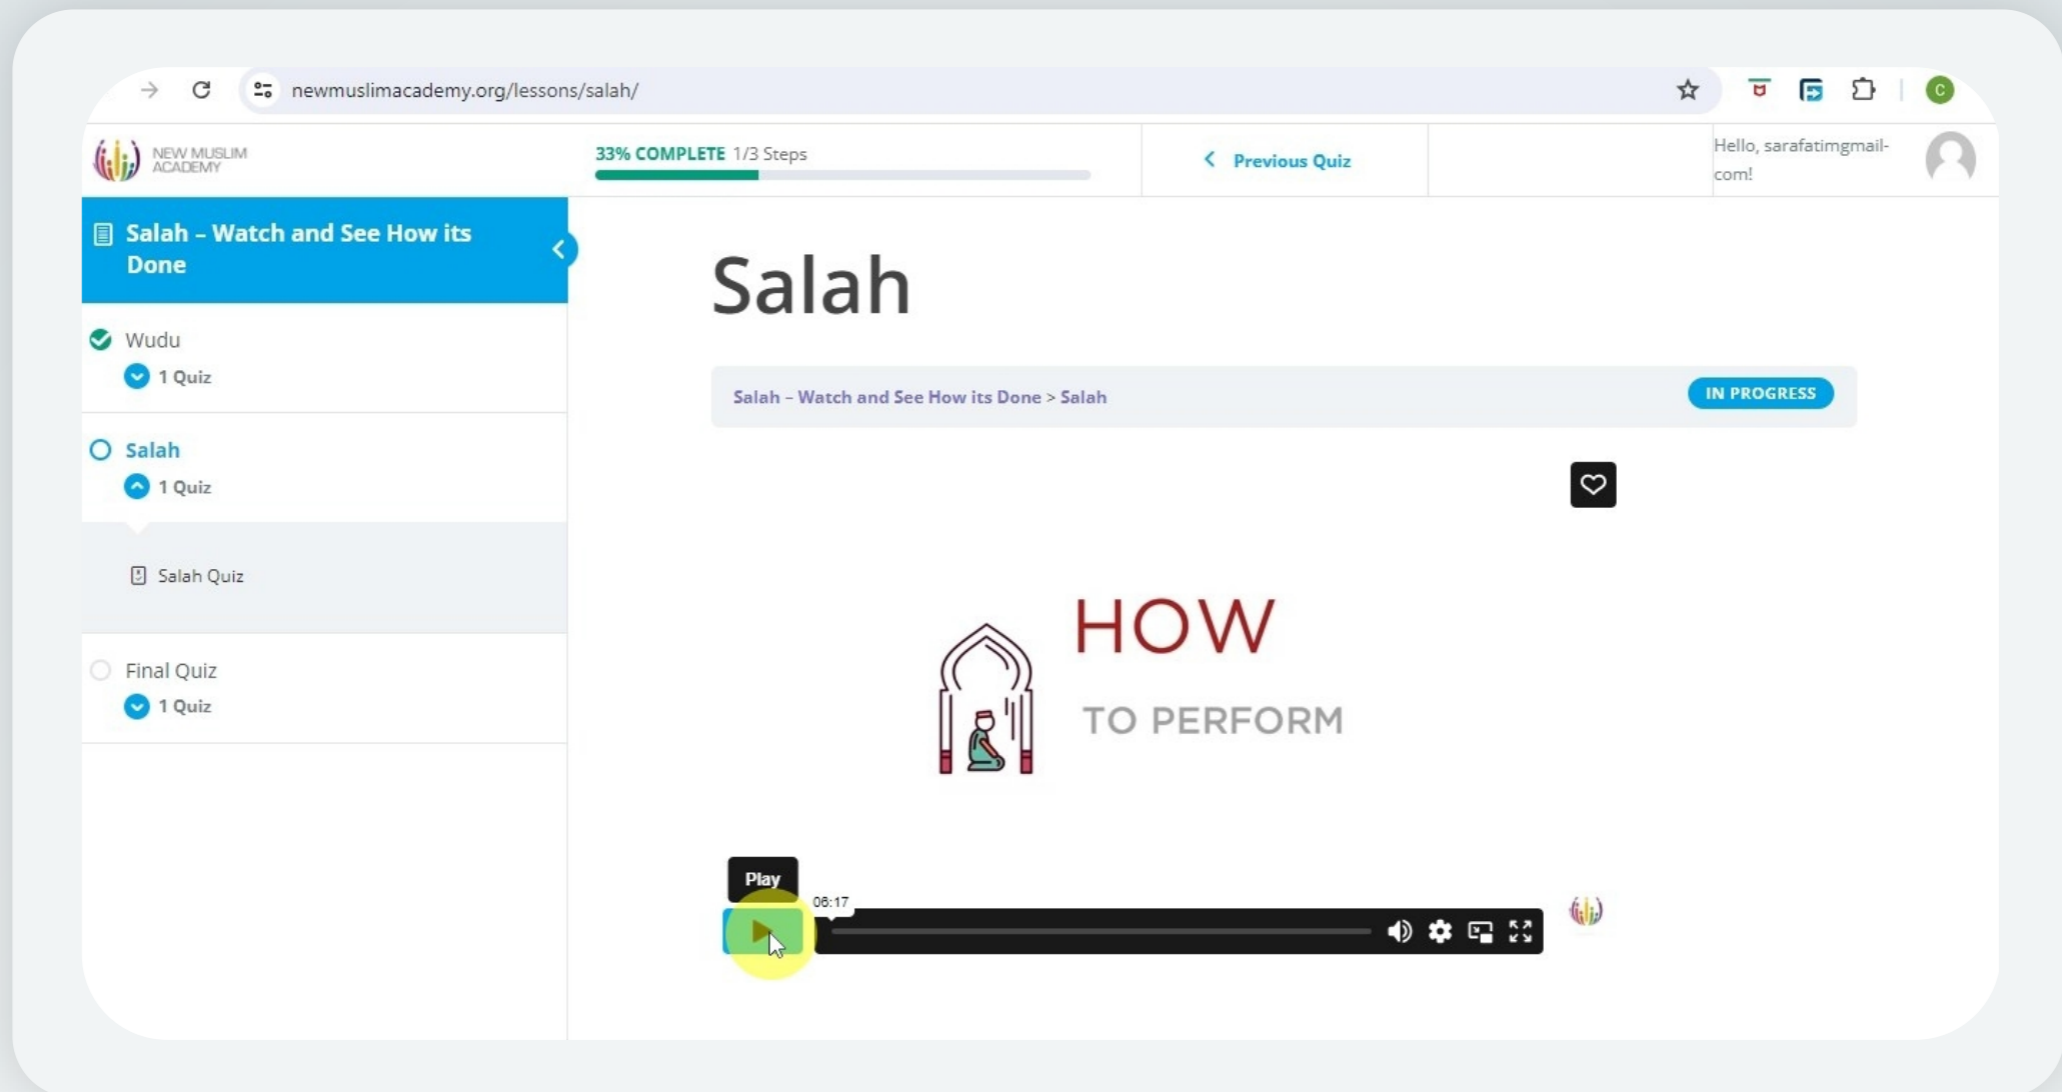 newmuslimacademy.org/lessons/salah/
C
NEW MUSLIM
ACADEMY
33% COMPLETE 1/3 Steps
Previous Quiz
Hello, sarafatimgmail-
com!
Salah – Watch and See How its
Done
Wudu
1 Quiz
Salah
1 Quiz
Salah Quiz
Final Quiz
1 Quiz
Salah
Salah – Watch and See How its Done > Salah
IN PROGRESS
HOW
TO PERFORM
Play
06:17